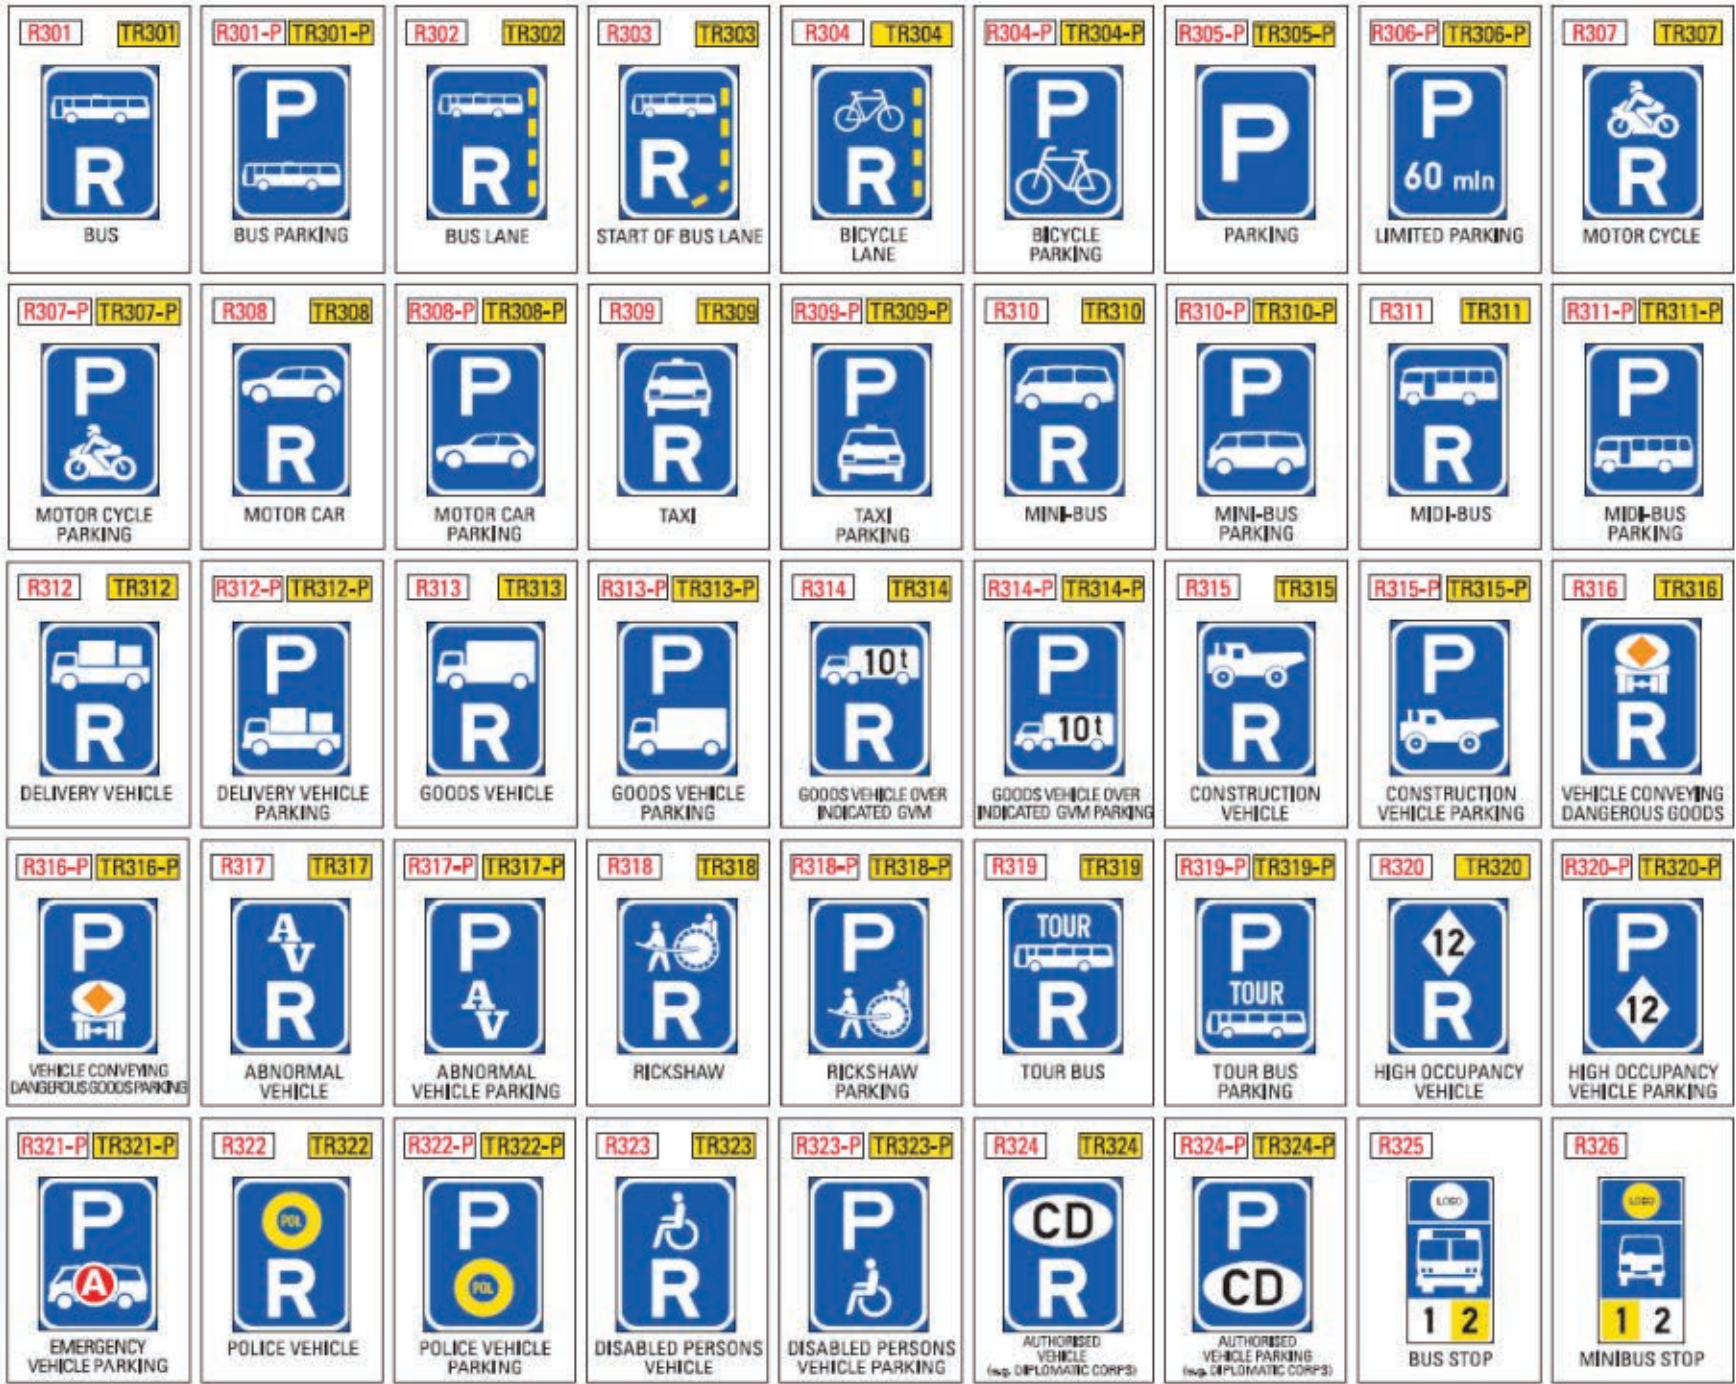 R301 TR301
P
R
BUS
R301-P TR301-P
P
BUS PARKING
R302 TR302
R
BUS LANE
R303 TR303
R
START OF BUS LANE
R304 TR304
R
BICYCLE
LANE
R304-P TR304-P
P
BICYCLE
PARKING
R305-P TR305-P
P
PARKING
R306-P TR306-P
P
60 min
LIMITED PARKING
R307 TR307
R
MOTOR CYCLE
R307-P TR307-P
P
MOTOR CYCLE
PARKING
R308 TR308
R
MOTOR CAR
R308-P TR308-P
P
MOTOR CAR
PARKING
R309 TR309
R
TAXI
R309-P TR309-P
P
TAXI
PARKING
R310 TR310
R
MINI-BUS
R310-P TR310-P
P
MINI-BUS
PARKING
R311 TR311
R
MIDI-BUS
R311-P TR311-P
P
MIDI-BUS
PARKING
R312 TR312
R
DELIVERY VEHICLE
R312-P TR312-P
P
DELIVERY VEHICLE
PARKING
R313 TR313
R
GOODS VEHICLE
R313-P TR313-P
P
GOODS VEHICLE
PARKING
R314 TR314
10t
R
GOODS VEHICLE OVER
INDICATED GVM
R314-P TR314-P
P
10t
GOODS VEHICLE OVER
INDICATED GVM PARKING
R315 TR315
R
CONSTRUCTION
VEHICLE
R315-P TR315-P
P
CONSTRUCTION
VEHICLE PARKING
R316 TR316
R
VEHICLE CONVEYING
DANGEROUS GOODS
R316-P TR316-P
P
VEHICLE CONVEYING
DANGEROUS GOODS PARKING
R317 TR317
A
V
R
ABNORMAL
VEHICLE
R317-P TR317-P
P
A
V
ABNORMAL
VEHICLE PARKING
R318 TR318
R
RICKSHAW
R318-P TR318-P
P
RICKSHAW
PARKING
R319 TR319
TOUR
R
TOUR BUS
R319-P TR319-P
P
TOUR
TOUR BUS
PARKING
R320 TR320
12
R
HIGH OCCUPANCY
VEHICLE
R320-P TR320-P
P
12
HIGH OCCUPANCY
VEHICLE PARKING
R321-P TR321-P
P
A
EMERGENCY
VEHICLE PARKING
R322 TR322
POL
R
POLICE VEHICLE
R322-P TR322-P
P
POL
POLICE VEHICLE
PARKING
R323 TR323
R
DISABLED PERSONS
VEHICLE
R323-P TR323-P
P
DISABLED PERSONS
VEHICLE PARKING
R324 TR324
CD
R
AUTHORISED
VEHICLE
(e.g. DIPLOMATIC CORPS)
R324-P TR324-P
P
CD
AUTHORISED
VEHICLE PARKING
(e.g. DIPLOMATIC CORPS)
R325
LOGO
1 2
BUS STOP
R326
LOGO
1 2
MINIBUS STOP